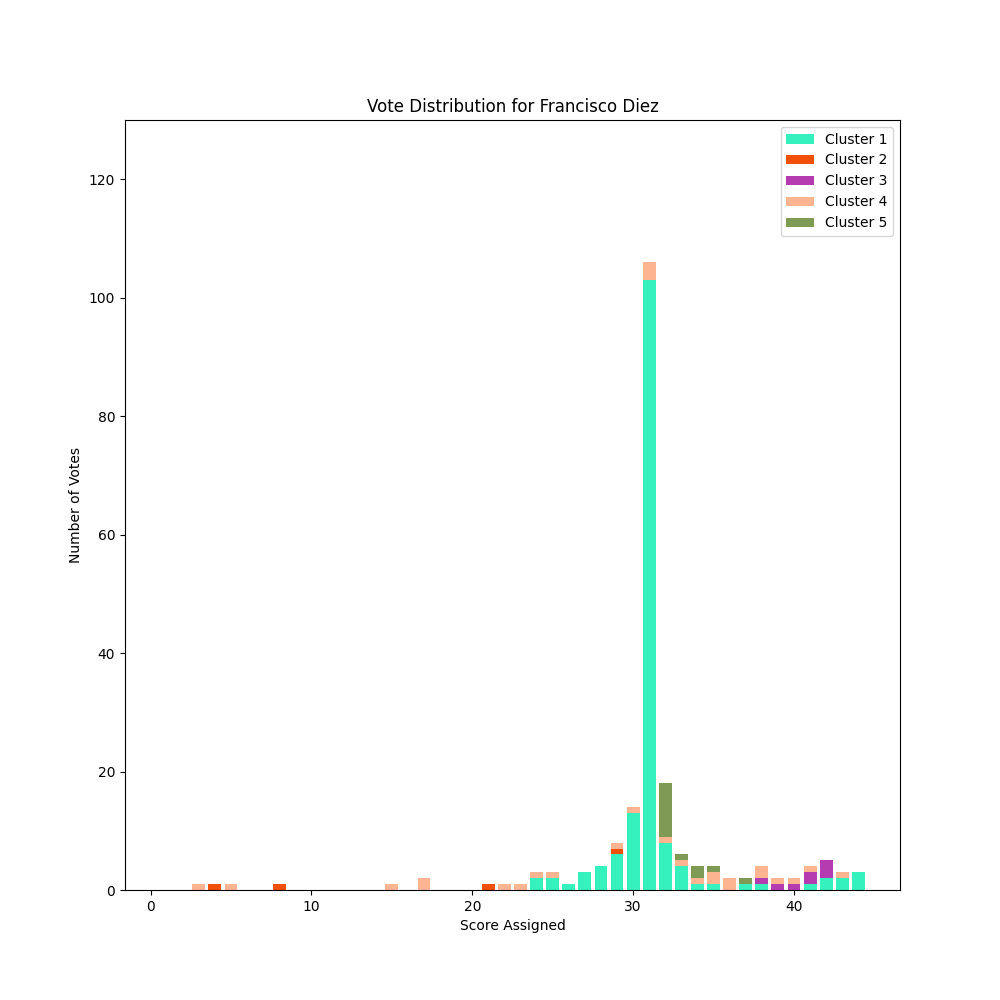 Vote Distribution for Francisco Diez
Cluster 1
Cluster 2
Cluster 3
Cluster 4
Cluster 5
120
100
80
60
40
20
0
Number of Votes
0 10 20 30 40
Score Assigned